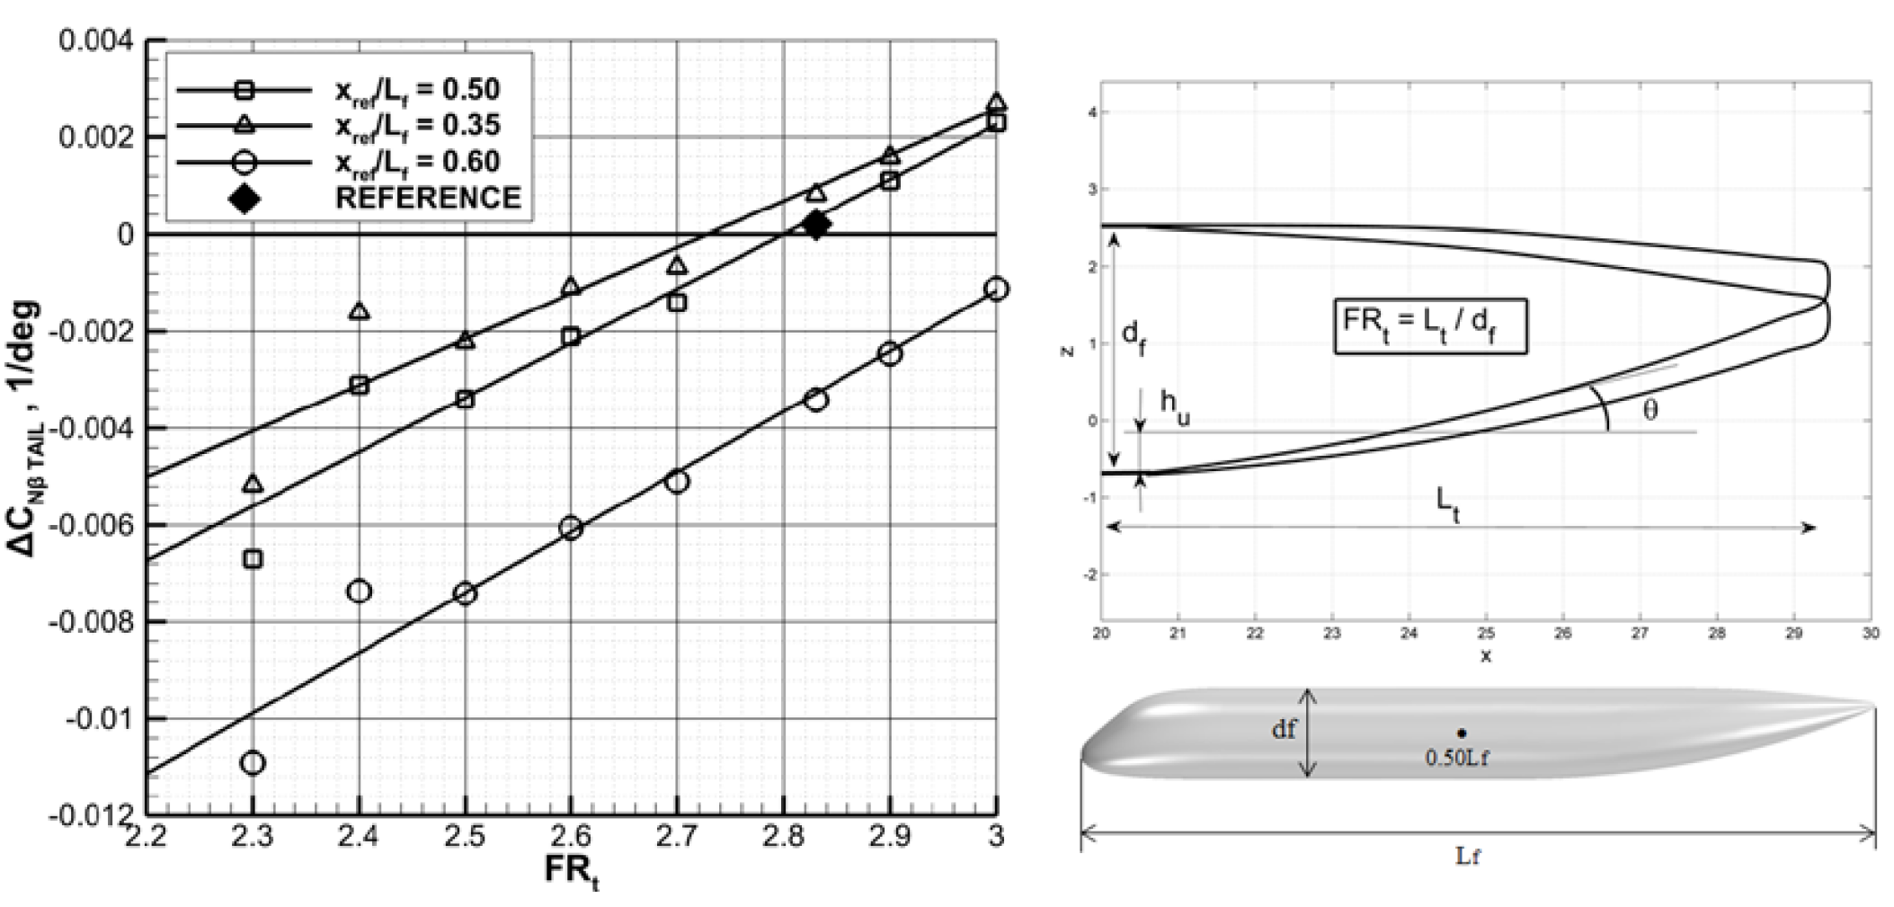 0.004
0.002
0
-0.002
-0.004
-0.006
-0.008
-0.01
-0.012
ΔC_Nβ TAIL , 1/deg
x_ref/L_f = 0.50
x_ref/L_f = 0.35
x_ref/L_f = 0.60
REFERENCE
2.2 2.3 2.4 2.5 2.6 2.7 2.8 2.9 3
FR_t
4
3
2
1
0
-1
-2
z
FR_t = L_t / d_f
d_f
h_u
θ
L_t
20 21 22 23 24 25 26 27 28 29 30
x
df
0.50Lf
Lf